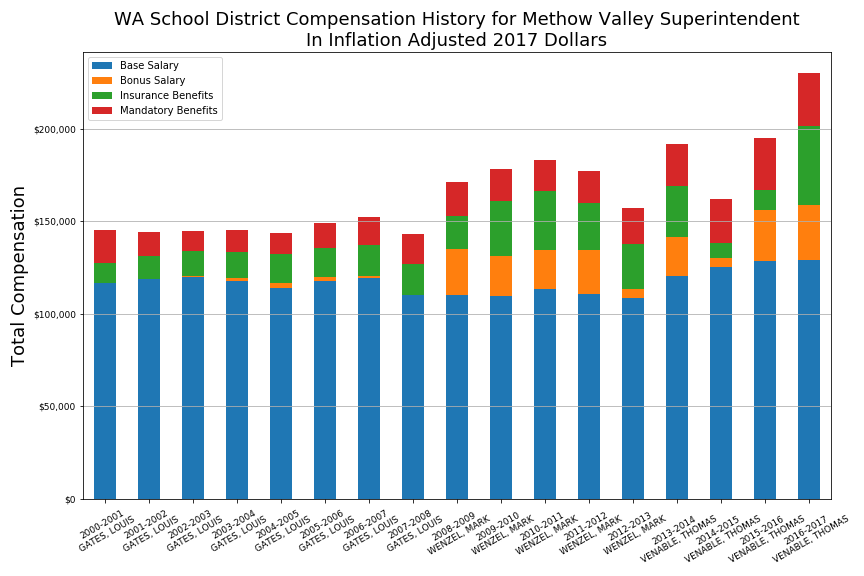 WA School District Compensation History for Methow Valley Superintendent
In Inflation Adjusted 2017 Dollars
Base Salary
Bonus Salary
Insurance Benefits
Mandatory Benefits
Total Compensation
$200,000
$150,000
$100,000
$50,000
$0
2000-2001
GATES, LOUIS
2001-2002
GATES, LOUIS
2002-2003
GATES, LOUIS
2003-2004
GATES, LOUIS
2004-2005
GATES, LOUIS
2005-2006
GATES, LOUIS
2006-2007
GATES, LOUIS
2007-2008
GATES, LOUIS
2008-2009
WENZEL, MARK
2009-2010
WENZEL, MARK
2010-2011
WENZEL, MARK
2011-2012
WENZEL, MARK
2012-2013
WENZEL, MARK
2013-2014
VENABLE, THOMAS
2014-2015
VENABLE, THOMAS
2015-2016
VENABLE, THOMAS
2016-2017
VENABLE, THOMAS